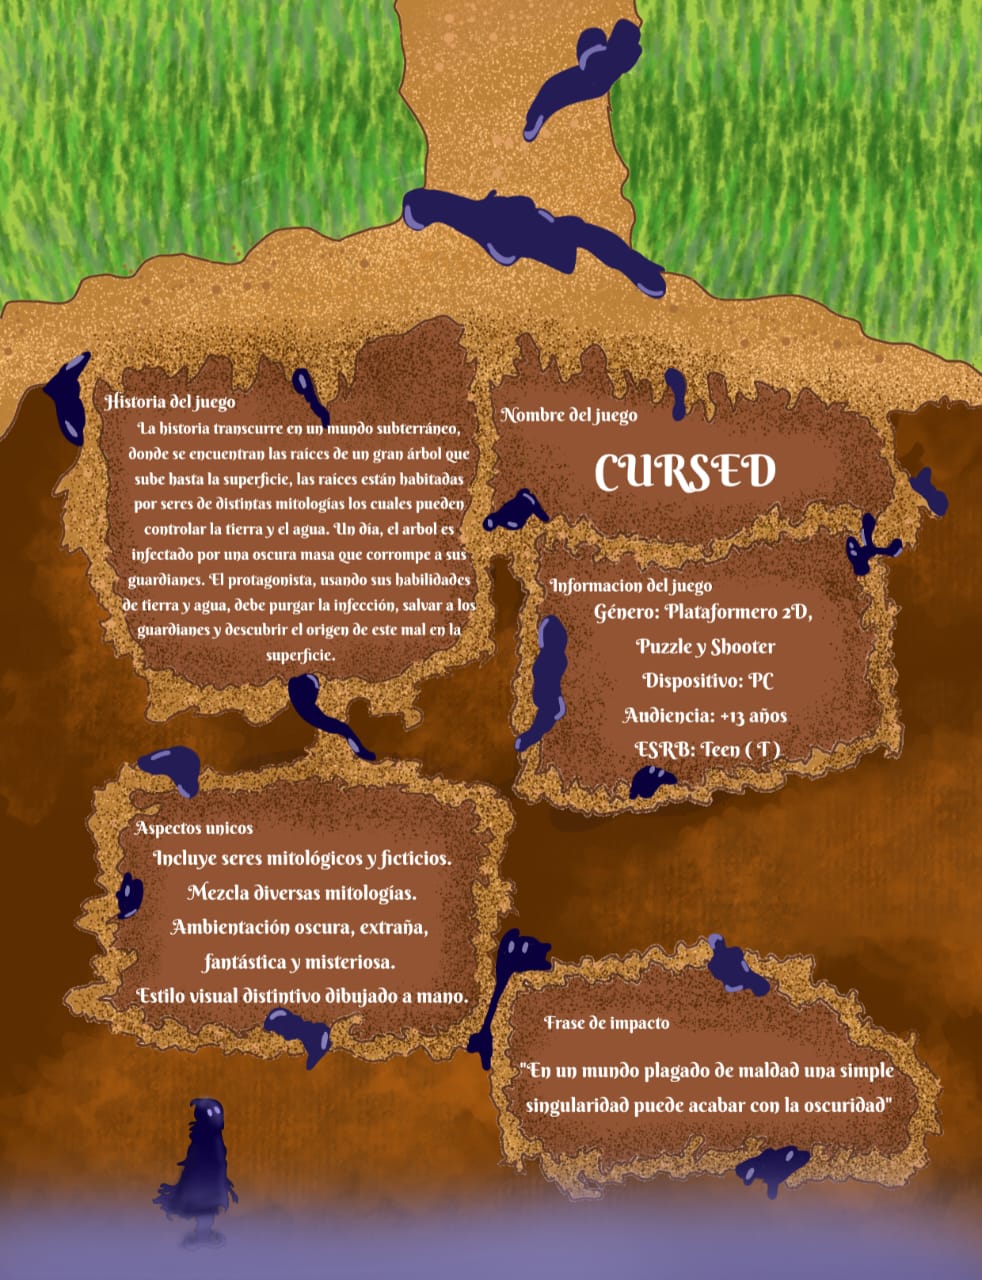 Historia del juego
La historia transcurre en un mundo subterráneo,
donde se encuentran las raíces de un gran árbol que
sube hasta la superficie, las raíces están habitadas
por seres de distintas mitologías los cuales pueden
controlar la tierra y el agua. Un día, el arbol es
infectado por una oscura masa que corrompe a sus
guardianes. El protagonista, usando sus habilidades
de tierra y agua, debe purgar la infección, salvar a los
guardianes y descubrir el origen de este mal en la
superficie.
Nombre del juego
CURSED
Informacion del juego
Género: Plataformero 2D,
Puzzle y Shooter
Dispositivo: PC
Audiencia: +13 años
ESRB: Teen ( T )
Aspectos unicos
Incluye seres mitológicos y ficticios.
Mezcla diversas mitologías.
Ambientación oscura, extraña,
fantástica y misteriosa.
Estilo visual distintivo dibujado a mano.
Frase de impacto
"En un mundo plagado de maldad una simple
singularidad puede acabar con la oscuridad"